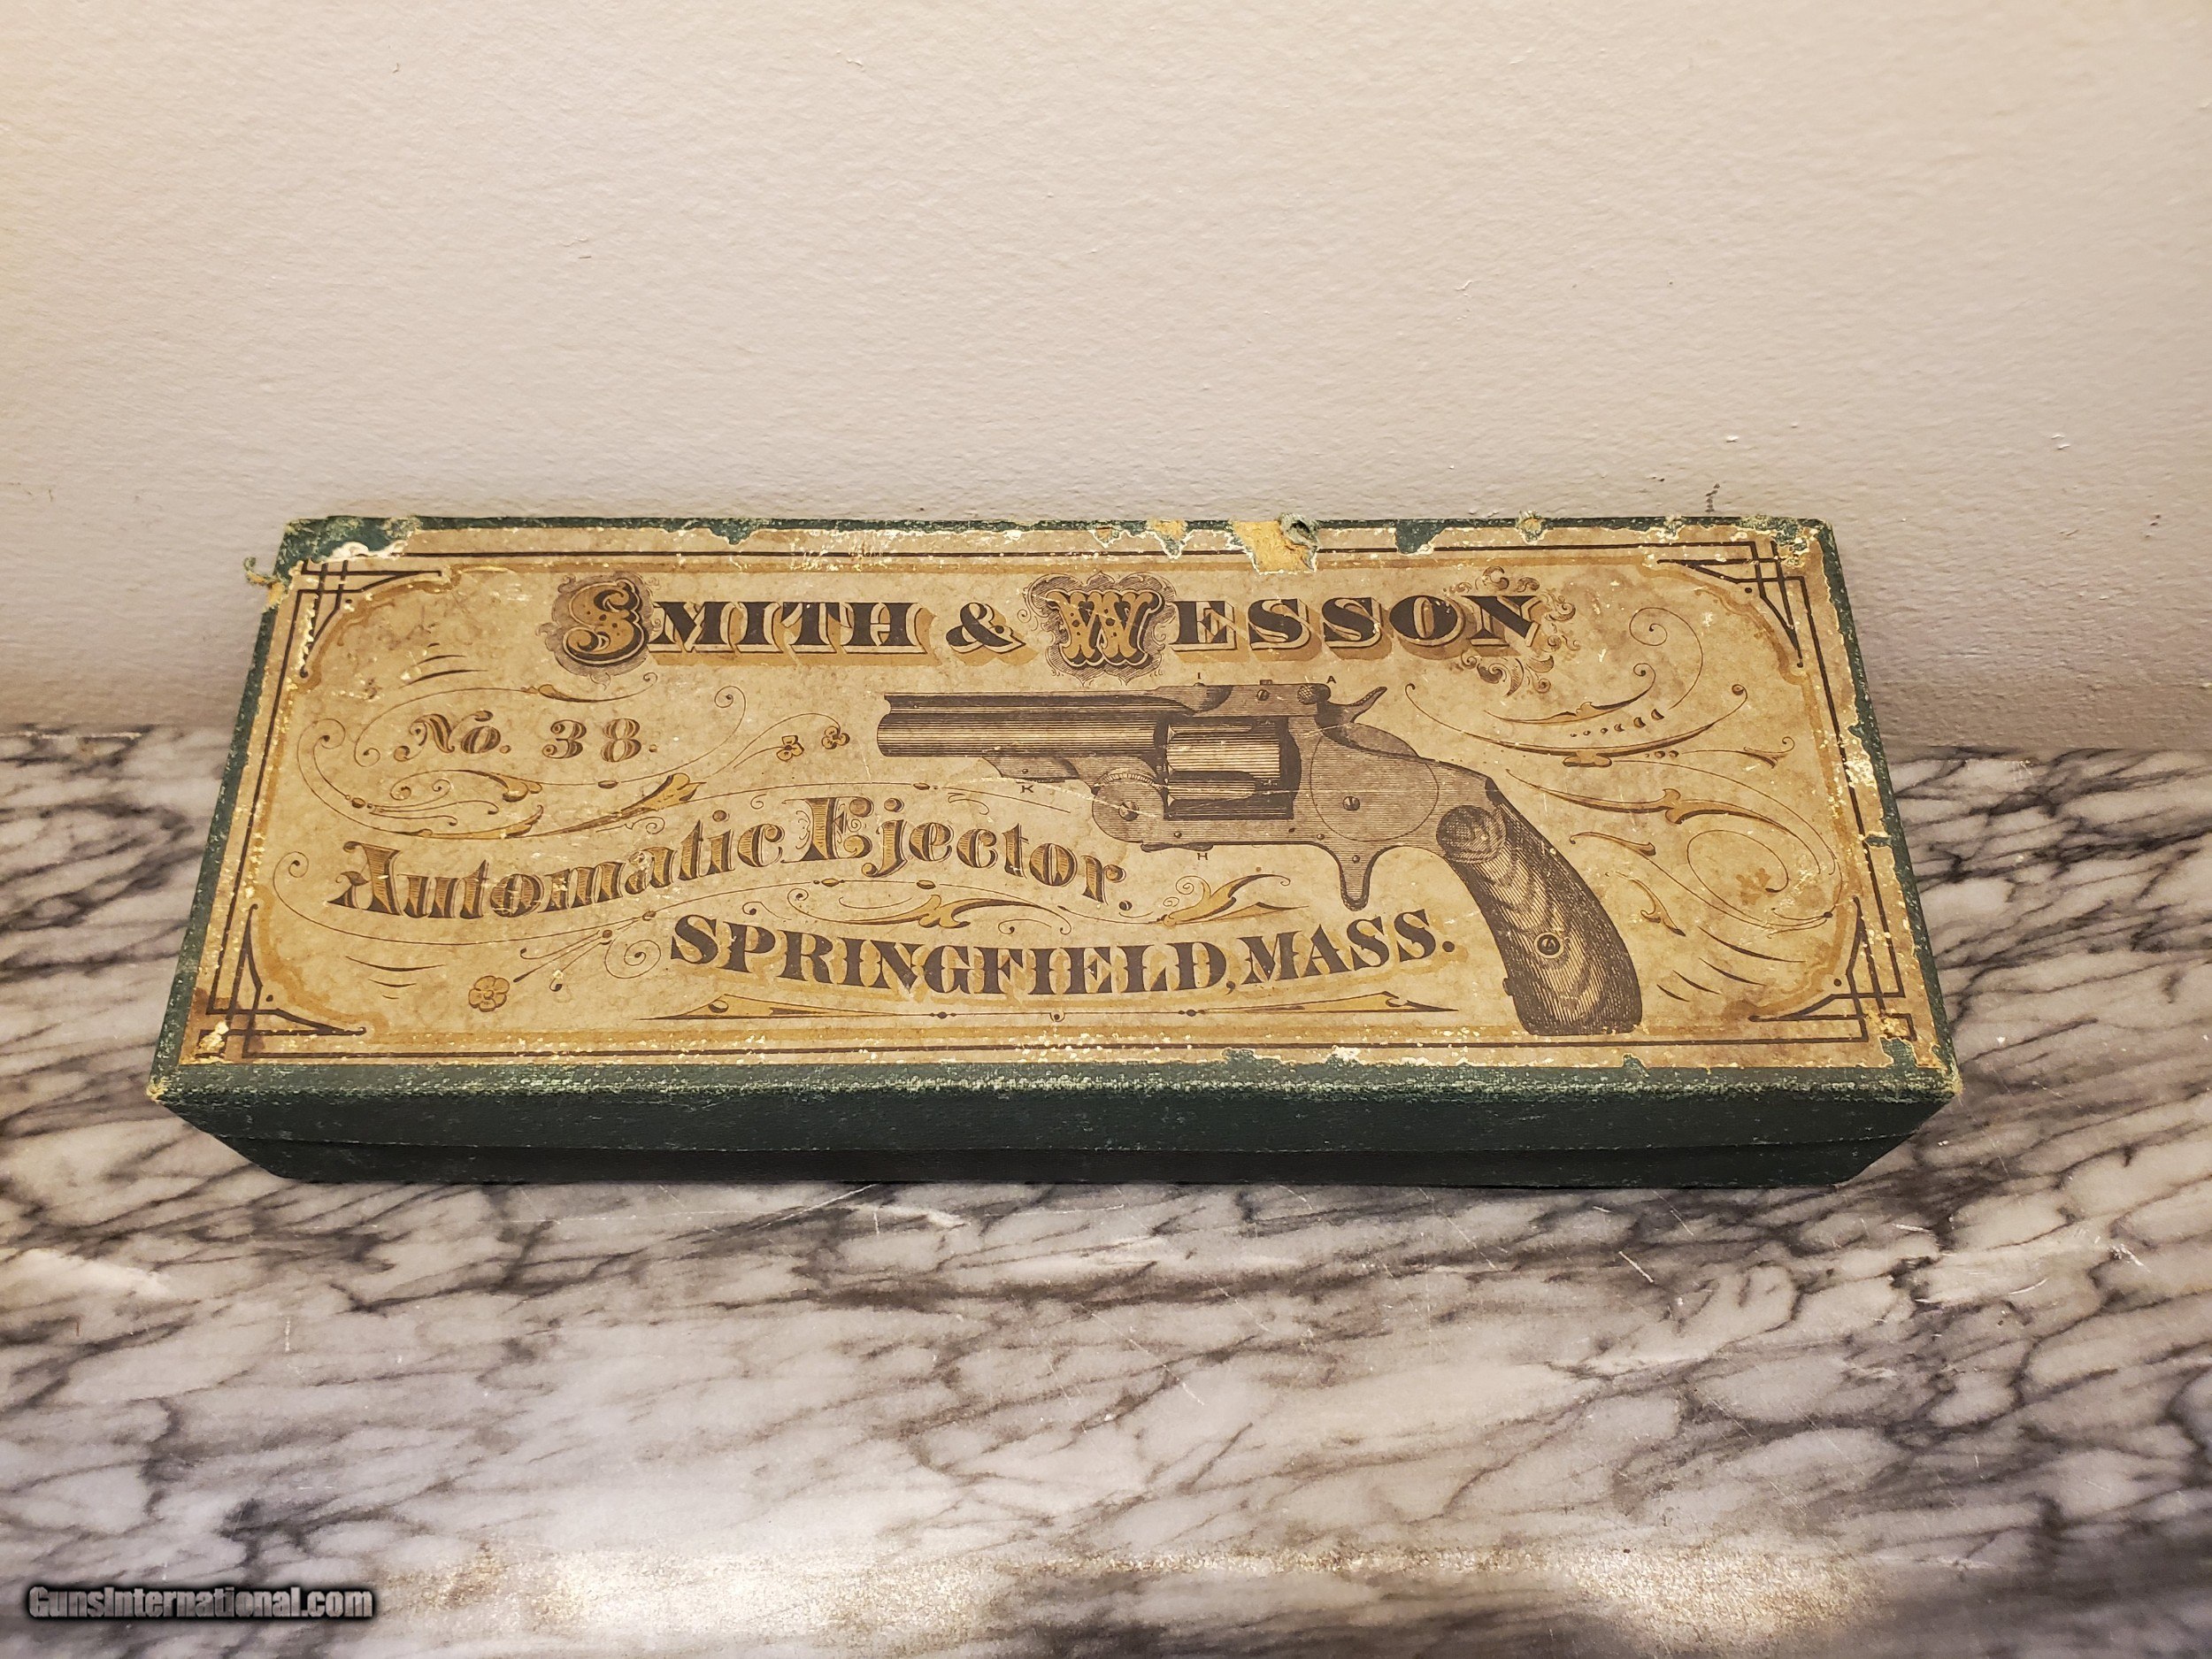 SMITH & WESSON
No. 38.
Automatic Ejector,
SPRINGFIELD, MASS.
I
A
K
H
GunsInternational.com